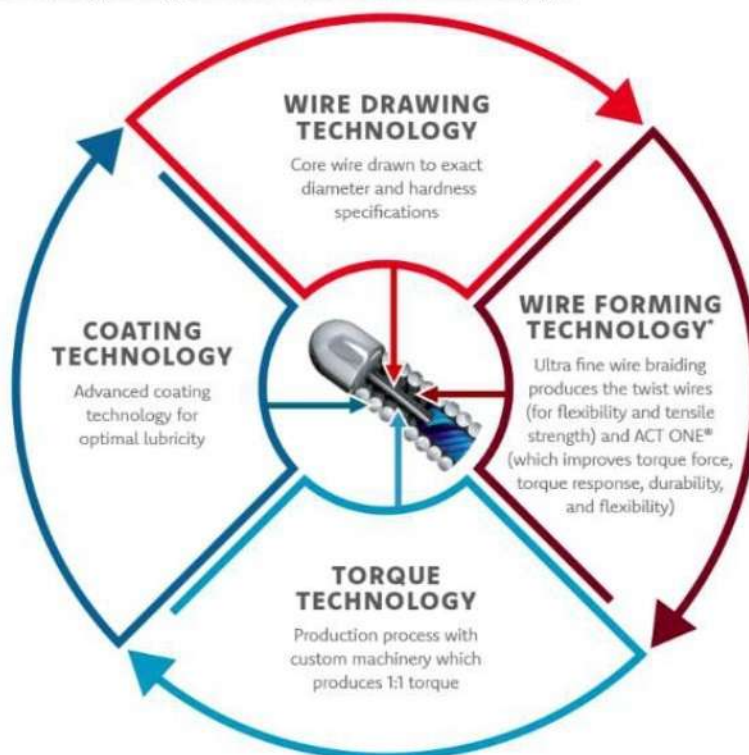 WIRE DRAWING
TECHNOLOGY
Core wire drawn to exact
diameter and hardness
specifications
COATING
TECHNOLOGY
Advanced coating
technology for
optimal lubricity
WIRE FORMING
TECHNOLOGY*
Ultra fine wire braiding
produces the twist wires
(for flexibility and tensile
strength) and ACT ONE®
(which improves torque force,
torque response, durability,
and flexibility)
TORQUE
TECHNOLOGY
Production process with
custom machinery which
produces 1:1 torque